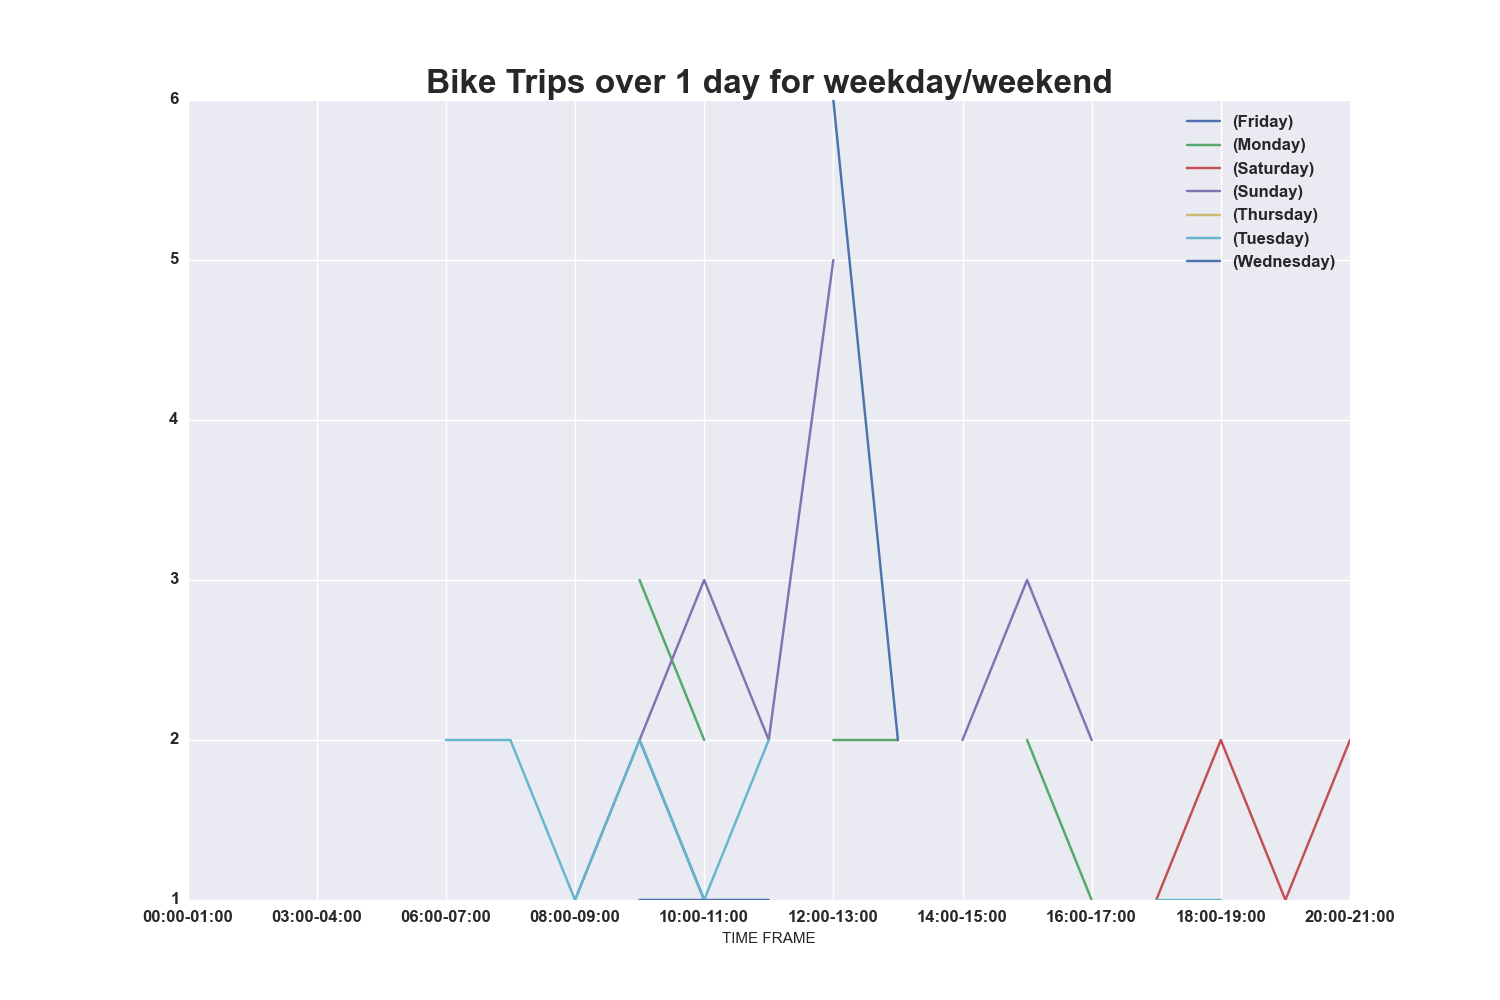 Bike Trips over 1 day for weekday/weekend
6
5
4
3
2
1
(Friday)
(Monday)
(Saturday)
(Sunday)
(Thursday)
(Tuesday)
(Wednesday)
00:00-01:00 03:00-04:00 06:00-07:00 08:00-09:00 10:00-11:00 12:00-13:00 14:00-15:00 16:00-17:00 18:00-19:00 20:00-21:00
TIME FRAME